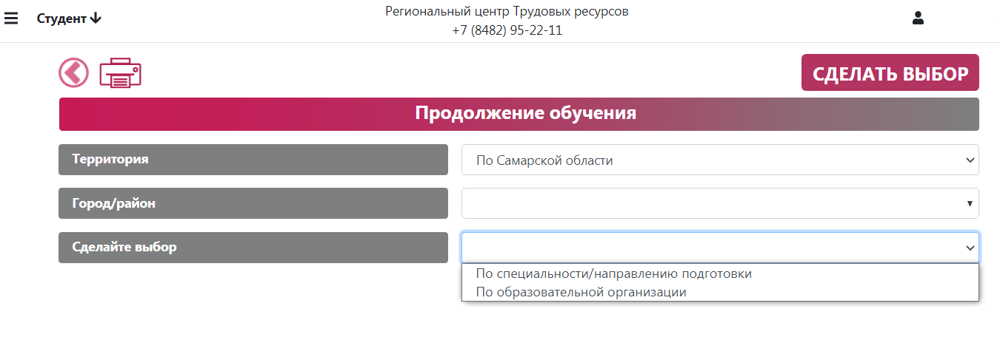 Студент
Региональный центр Трудовых ресурсов
+7 (8482) 95-22-11
СДЕЛАТЬ ВЫБОР
Продолжение обучения
Территория
По Самарской области
Город/район
Сделайте выбор
По специальности/направлению подготовки
По образовательной организации